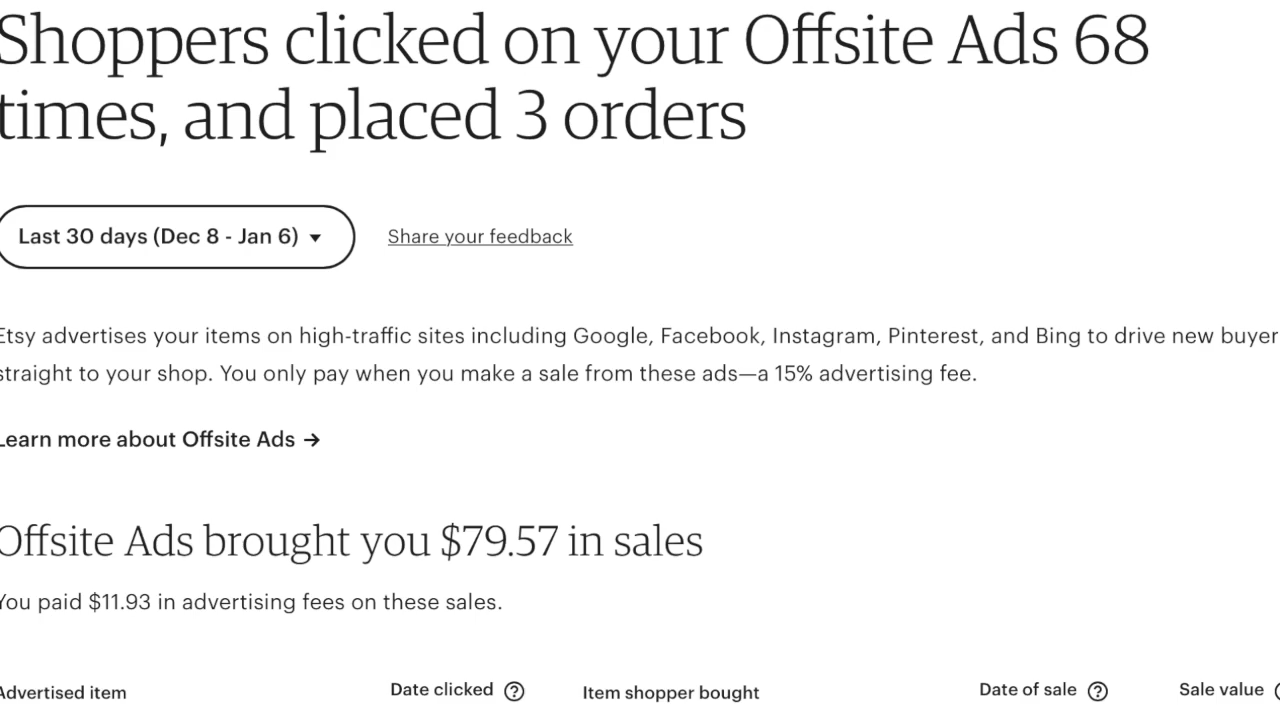 Shoppers clicked on your Offsite Ads 68
times, and placed 3 orders
Last 30 days (Dec 8 - Jan 6)
Share your feedback
Etsy advertises your items on high-traffic sites including Google, Facebook, Instagram, Pinterest, and Bing to drive new buyer
straight to your shop. You only pay when you make a sale from these ads—a 15% advertising fee.
Learn more about Offsite Ads →
Offsite Ads brought you $79.57 in sales
You paid $11.93 in advertising fees on these sales.
Advertised item Date clicked ? Item shopper bought Date of sale ? Sale value